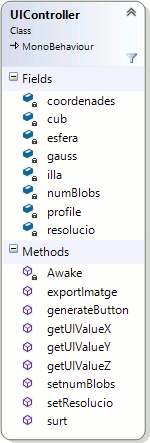 UIController
Class
MonoBehaviour
Fields
coordenades
cub
esfera
gauss
illa
numBlobs
profile
resolucio
Methods
Awake
exportImatge
generateButton
getUIValueX
getUIValueY
getUIValueZ
setnumBlobs
setResolucio
surt